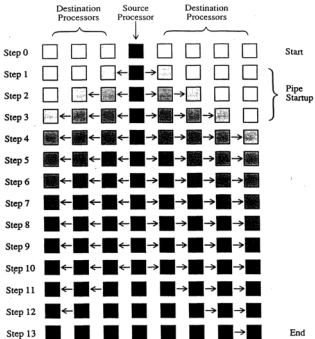 Destination Processors
Source Processor
Destination Processors
Step 0
Start
Step 1
Step 2
Pipe Startup
Step 3
Step 4
Step 5
Step 6
Step 7
Step 8
Step 9
Step 10
Step 11
Step 12
Step 13
End